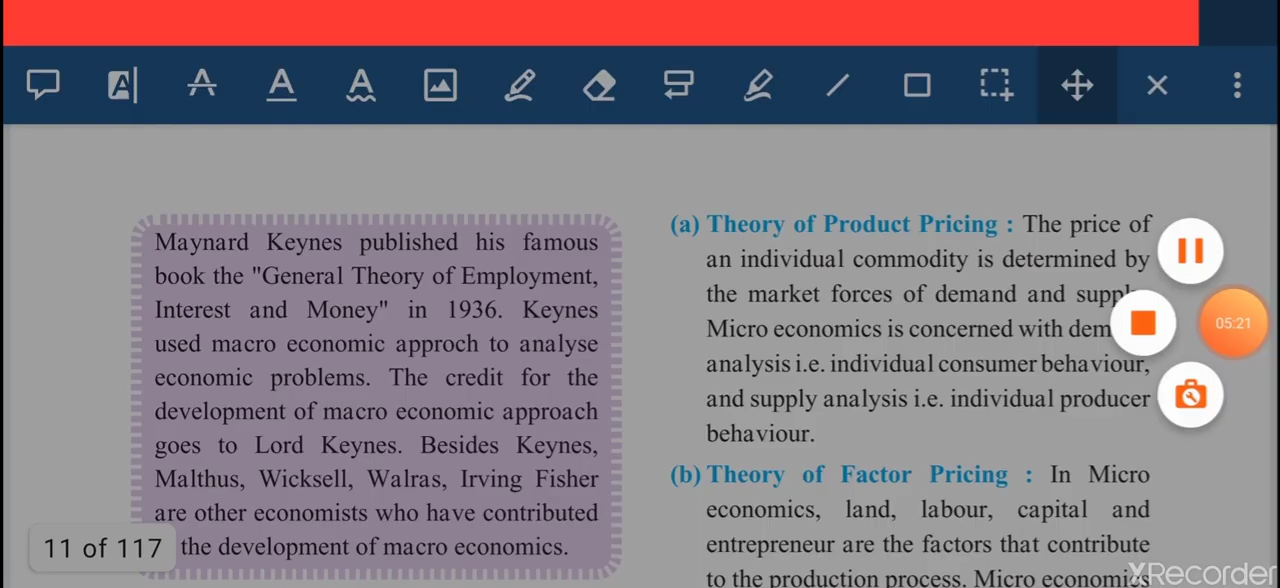 Maynard Keynes published his famous
book the "General Theory of Employment,
Interest and Money" in 1936. Keynes
used macro economic approch to analyse
economic problems. The credit for the
development of macro economic approach
goes to Lord Keynes. Besides Keynes,
Malthus, Wicksell, Walras, Irving Fisher
are other economists who have contributed
the development of macro economics.
11 of 117
(a) Theory of Product Pricing : The price of
an individual commodity is determined by
the market forces of demand and
Micro economics is concerned with
analysis i.e. individual consumer behaviour,
and supply analysis i.e. individual producer
behaviour.
(b) Theory of Factor Pricing : In Micro
economics, land, labour, capital and
entrepreneur are the factors that contribute
to the production process. Micro economics
05:21
XRecorder